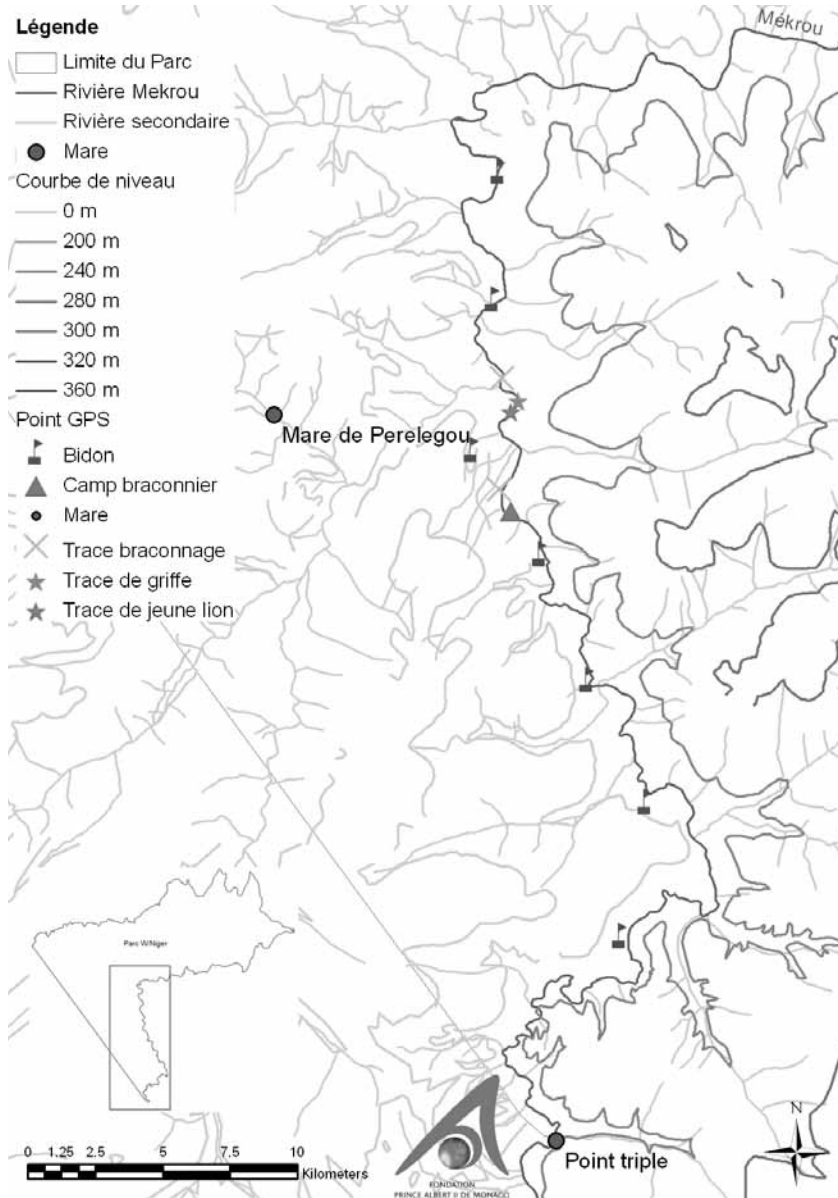 Légende
Limite du Parc
Rivière Mekrou
Rivière secondaire
Mare
Courbe de niveau
0 m
200 m
240 m
280 m
300 m
320 m
360 m
Point GPS
Bidon
Camp braconnier
Mare
Trace braconnage
Trace de griffe
Trace de jeune lion
Mékrou
Mare de Perelegou
Parc W/Niger
0 1.25 2.5 5 7.5 10
Kilometers
FONDATION
PRINCE ALBERT II DE MONACO
Point triple
N